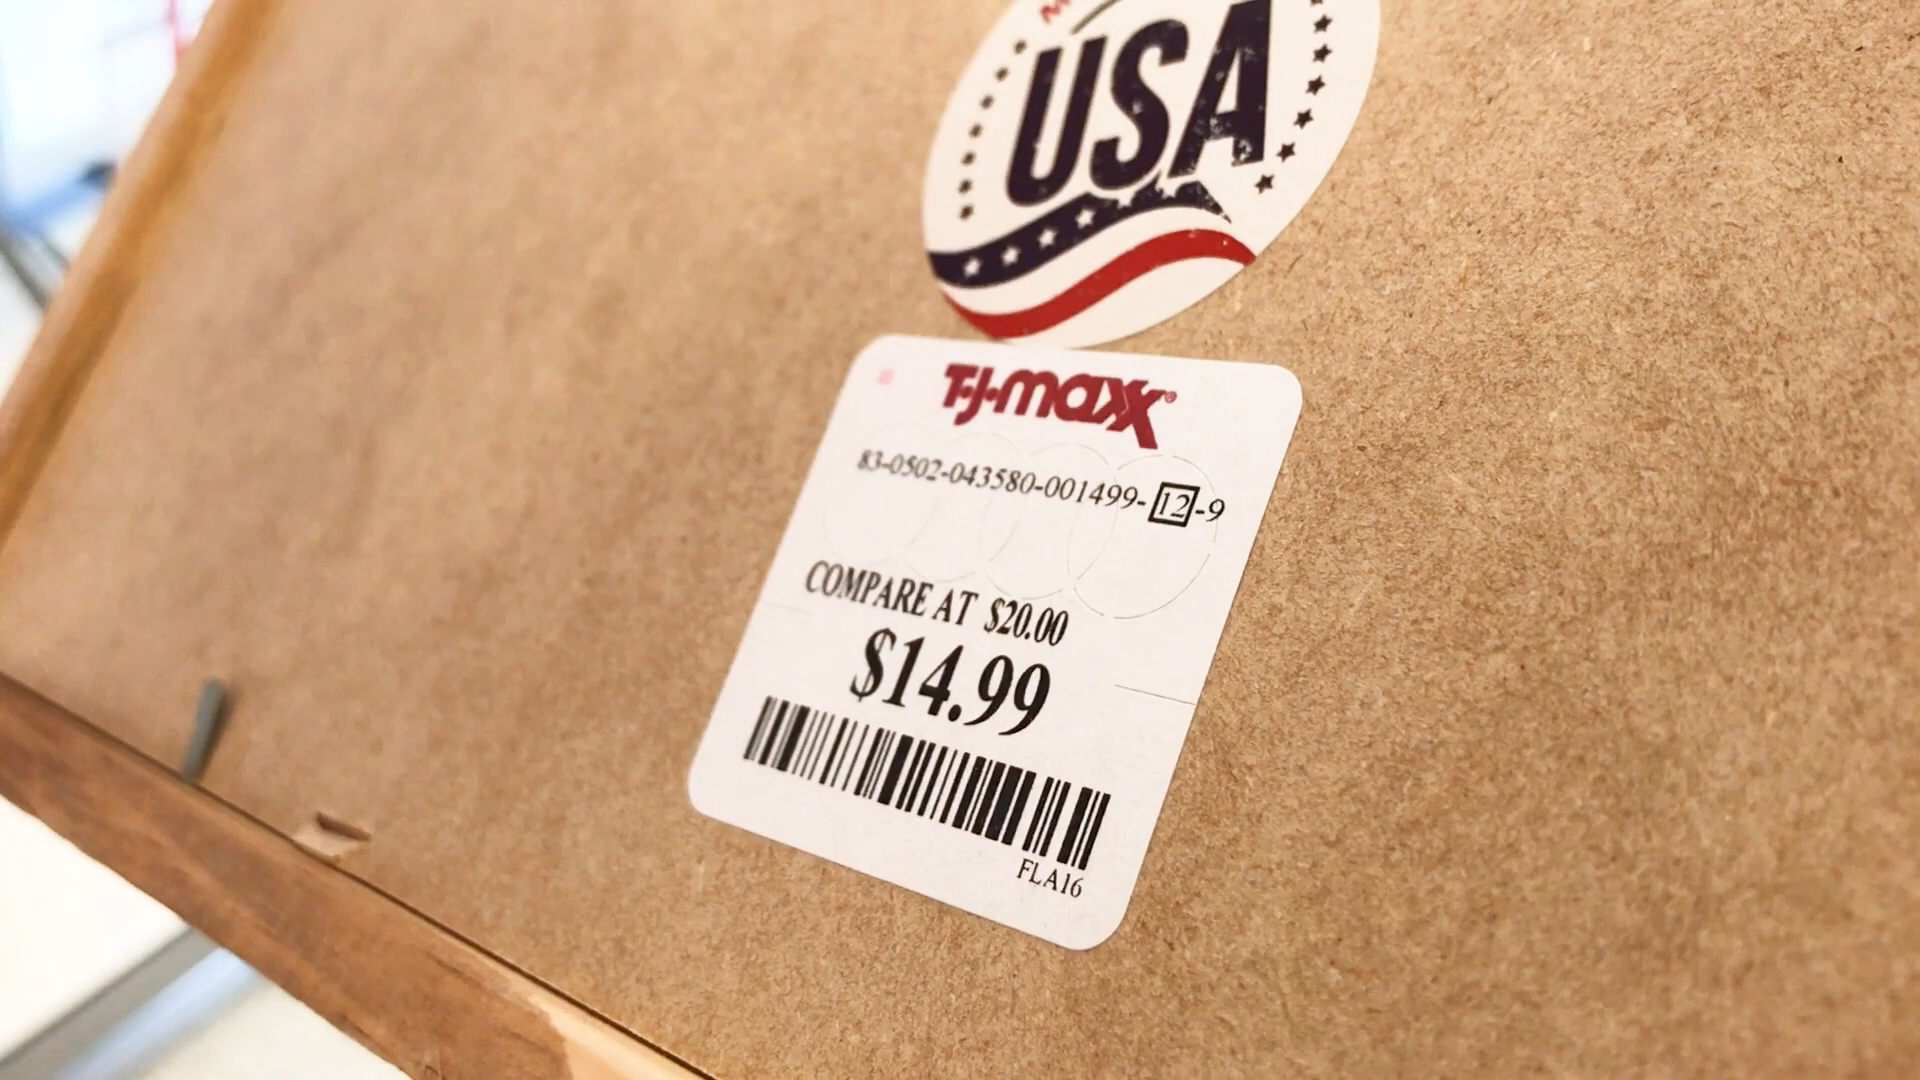 USA
T·J·maxx®
83-0502-043580-001499-12-9
COMPARE AT $20.00
$14.99
FLA16